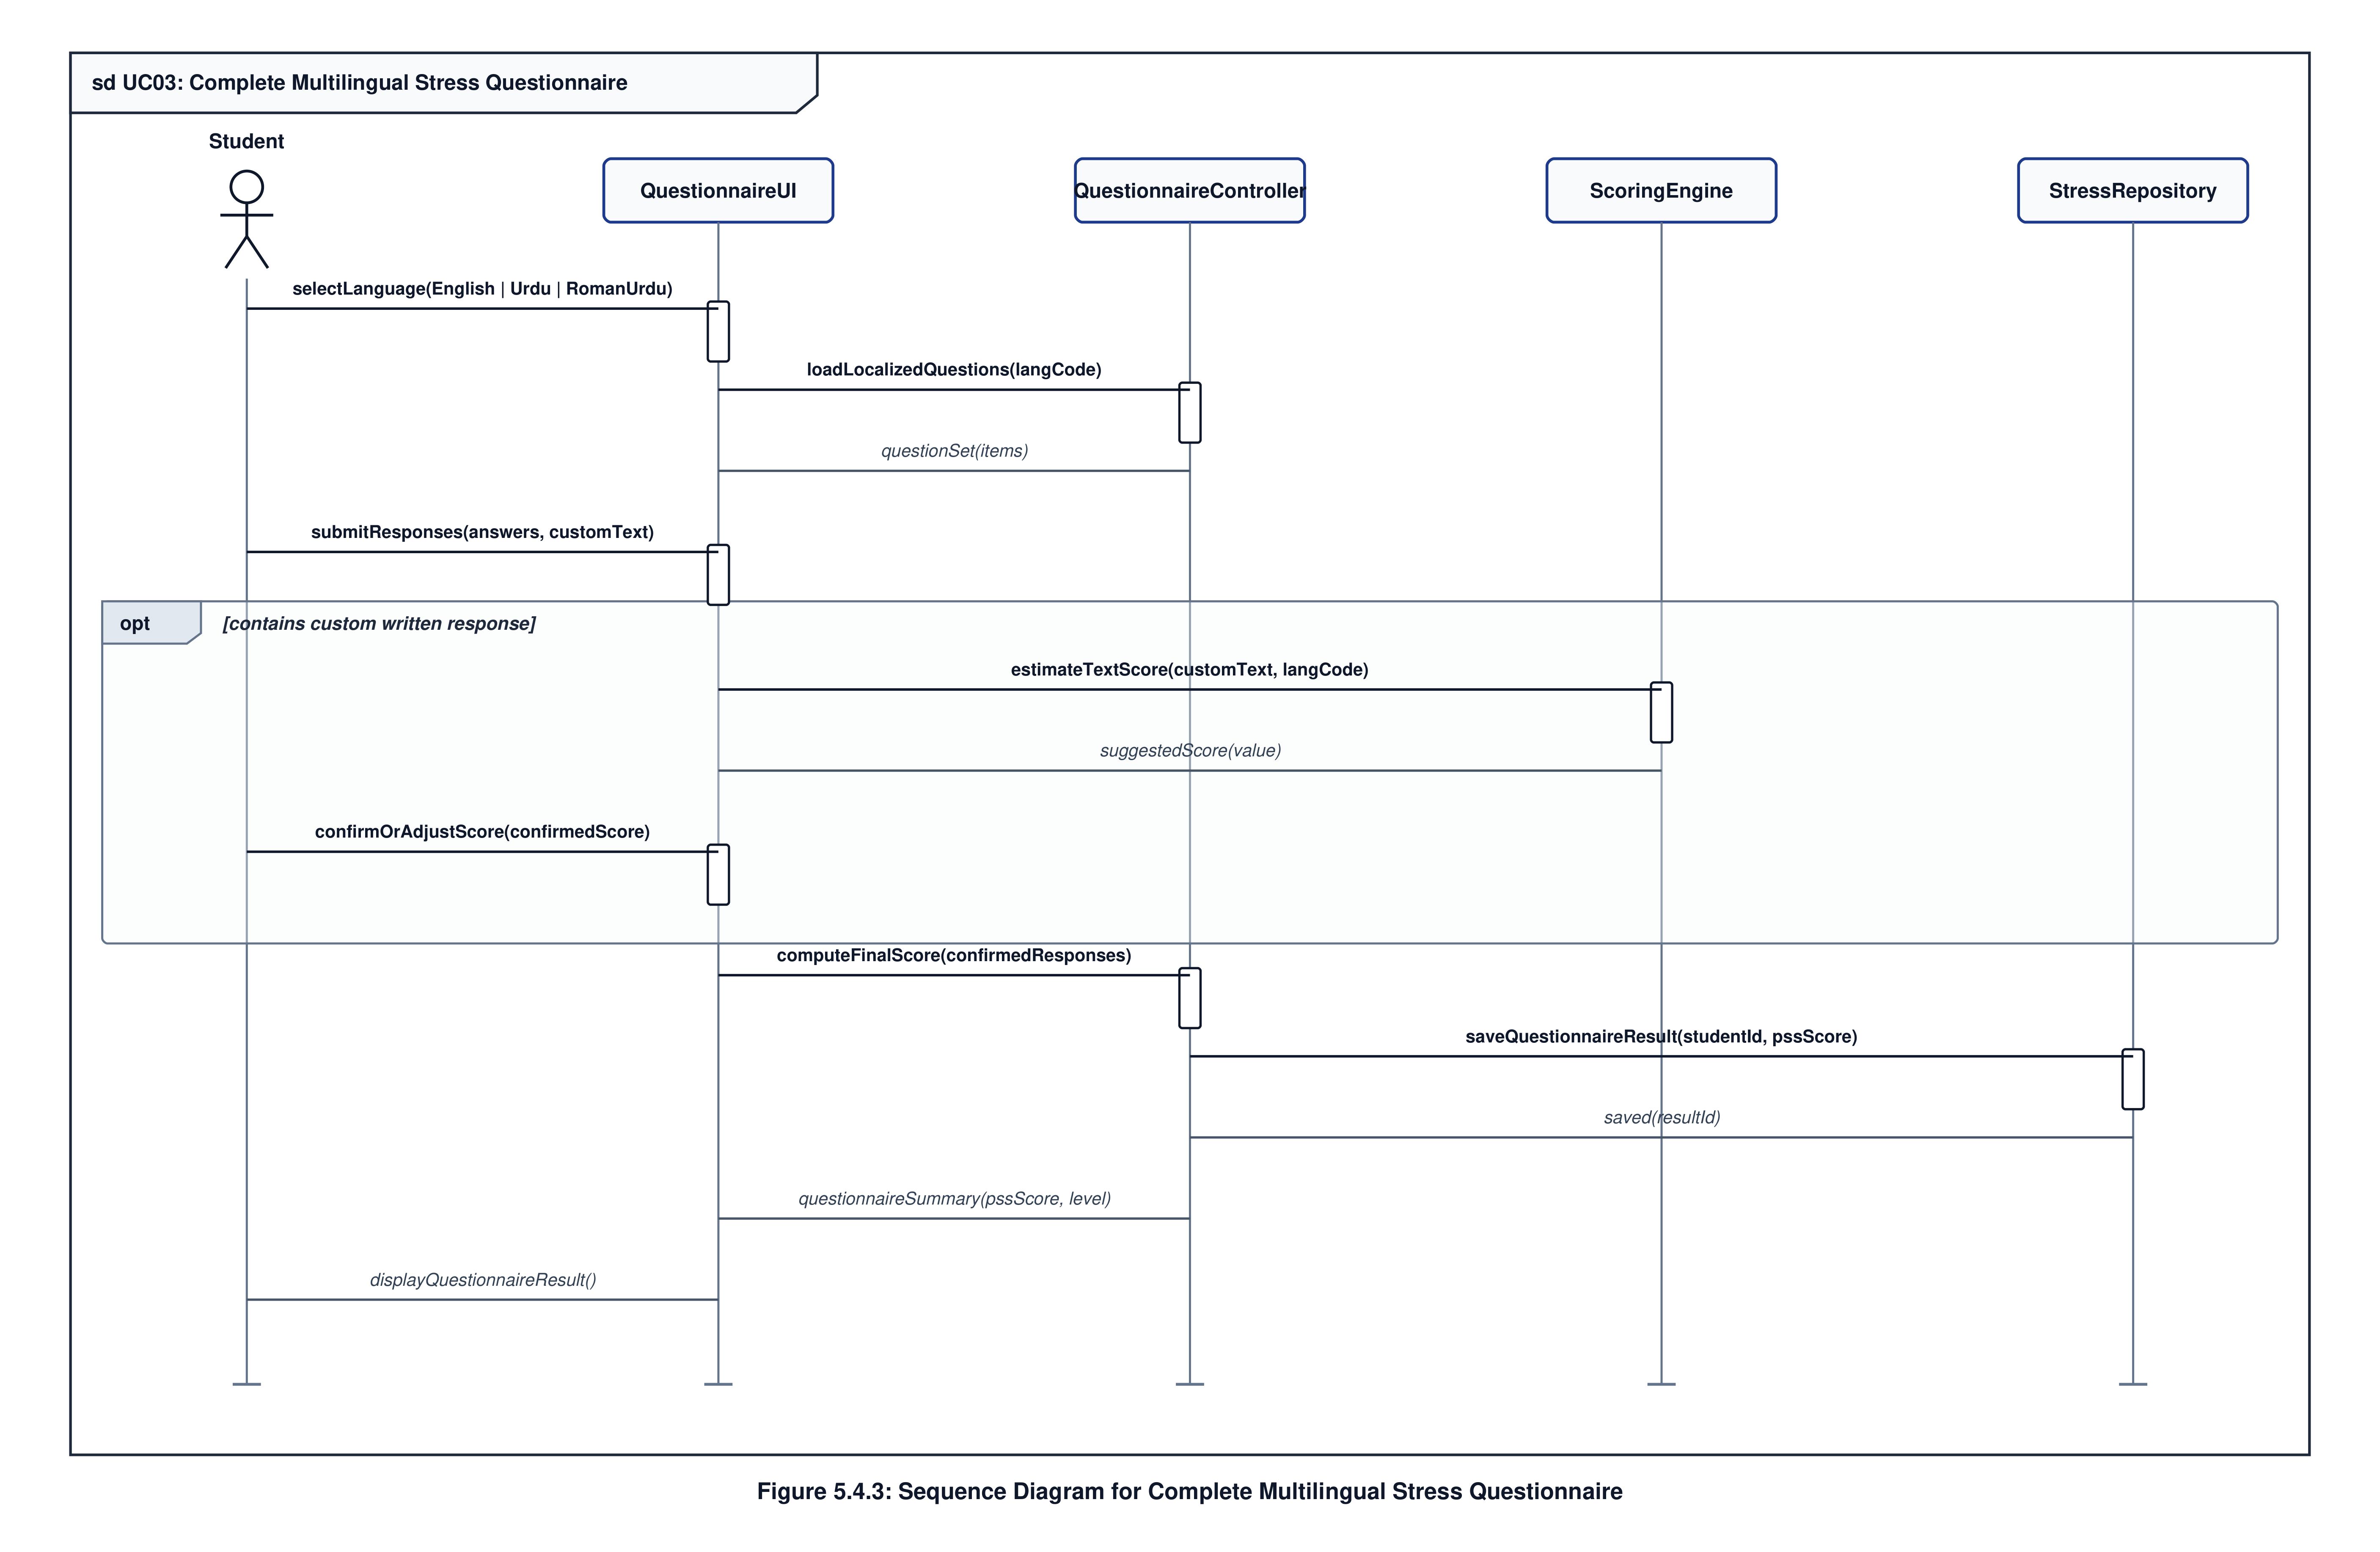 sd UC03: Complete Multilingual Stress Questionnaire
Student
QuestionnaireUI
QuestionnaireController
ScoringEngine
StressRepository
selectLanguage(English | Urdu | RomanUrdu)
loadLocalizedQuestions(langCode)
questionSet(items)
submitResponses(answers, customText)
opt
[contains custom written response]
estimateTextScore(customText, langCode)
suggestedScore(value)
confirmOrAdjustScore(confirmedScore)
computeFinalScore(confirmedResponses)
saveQuestionnaireResult(studentId, pssScore)
saved(resultId)
questionnaireSummary(pssScore, level)
displayQuestionnaireResult()
Figure 5.4.3: Sequence Diagram for Complete Multilingual Stress Questionnaire